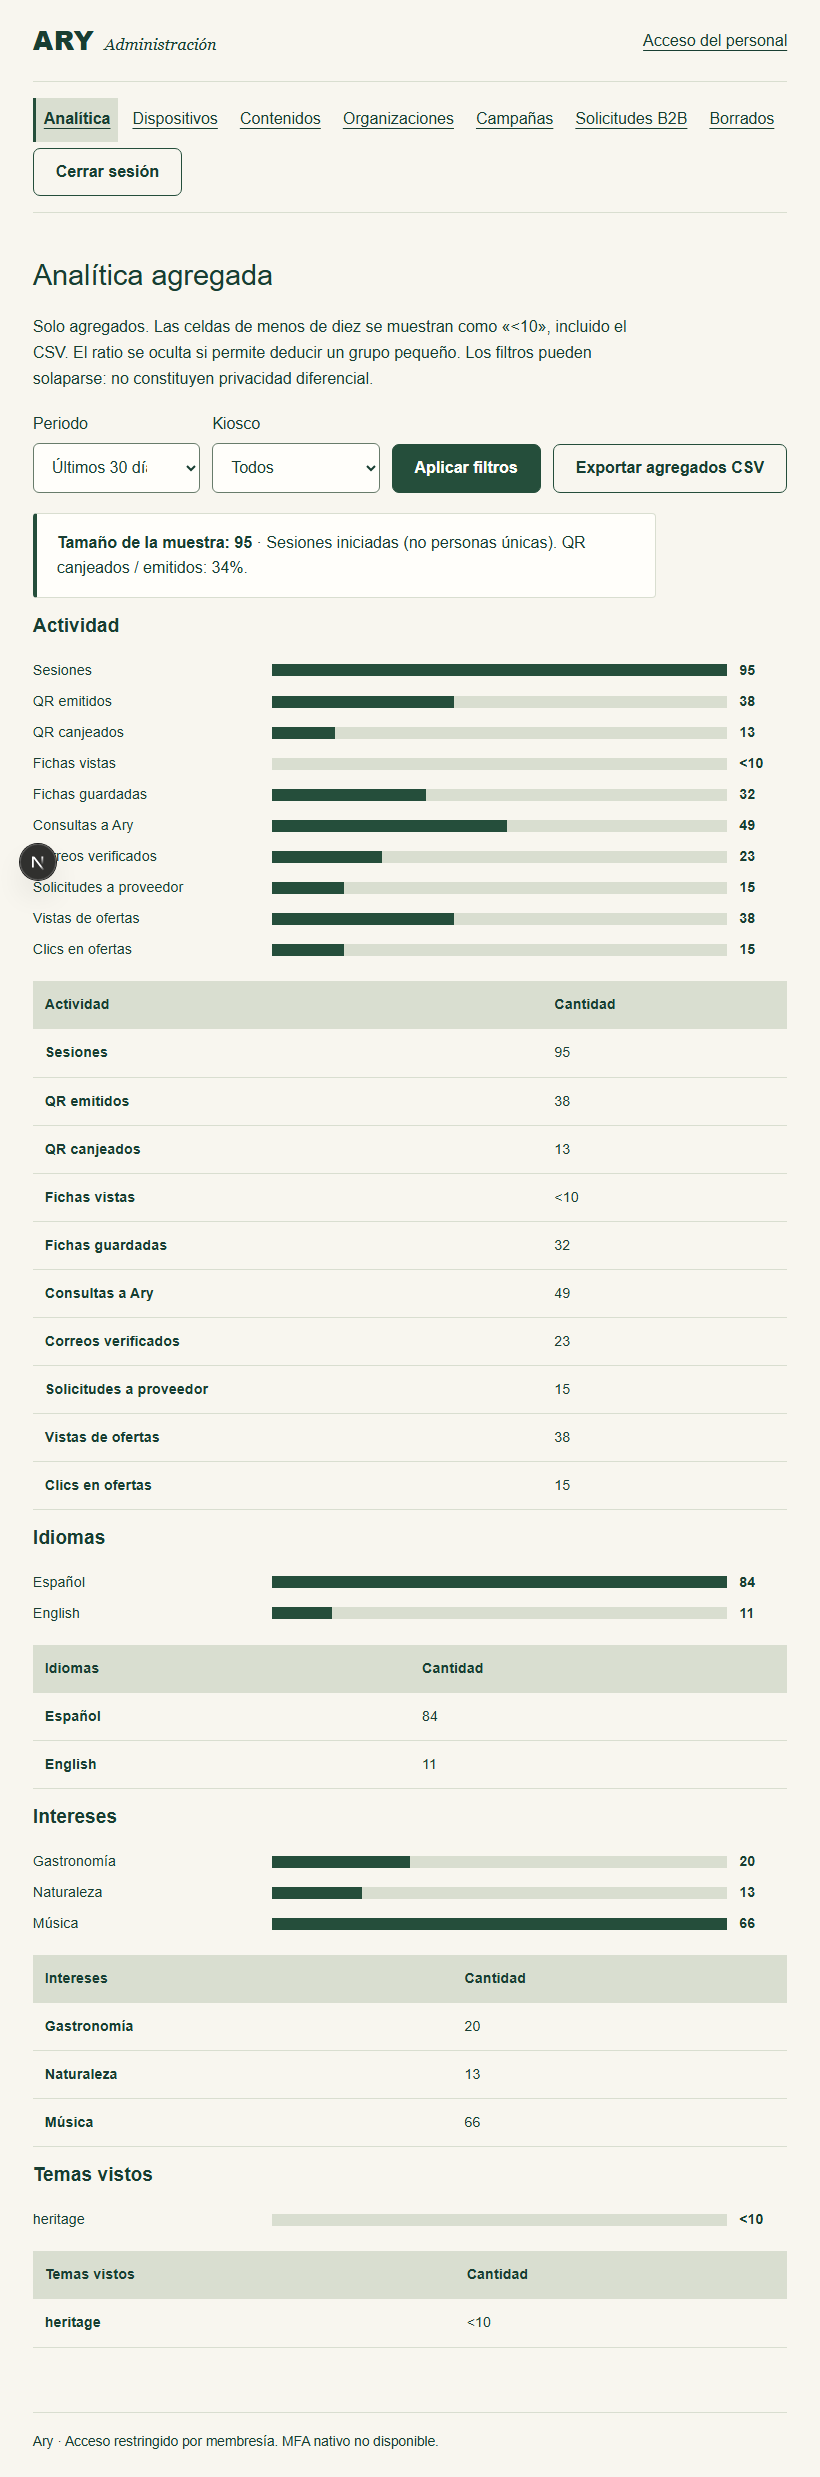 ARY Administración
Acceso del personal
Analítica Dispositivos Contenidos Organizaciones Campañas Solicitudes B2B Borrados
Cerrar sesión
Analítica agregada
Solo agregados. Las celdas de menos de diez se muestran como «<10», incluido el
CSV. El ratio se oculta si permite deducir un grupo pequeño. Los filtros pueden
solaparse: no constituyen privacidad diferencial.
Periodo Kiosco
Últimos 30 día Todos Aplicar filtros Exportar agregados CSV
Tamaño de la muestra: 95 · Sesiones iniciadas (no personas únicas). QR
canjeados / emitidos: 34%.
Actividad
Sesiones 95
QR emitidos 38
QR canjeados 13
Fichas vistas <10
Fichas guardadas 32
Consultas a Ary 49
N reos verificados 23
Solicitudes a proveedor 15
Vistas de ofertas 38
Clics en ofertas 15
Actividad Cantidad
Sesiones 95
QR emitidos 38
QR canjeados 13
Fichas vistas <10
Fichas guardadas 32
Consultas a Ary 49
Correos verificados 23
Solicitudes a proveedor 15
Vistas de ofertas 38
Clics en ofertas 15
Idiomas
Español 84
English 11
Idiomas Cantidad
Español 84
English 11
Intereses
Gastronomía 20
Naturaleza 13
Música 66
Intereses Cantidad
Gastronomía 20
Naturaleza 13
Música 66
Temas vistos
heritage <10
Temas vistos Cantidad
heritage <10
Ary · Acceso restringido por membresía. MFA nativo no disponible.